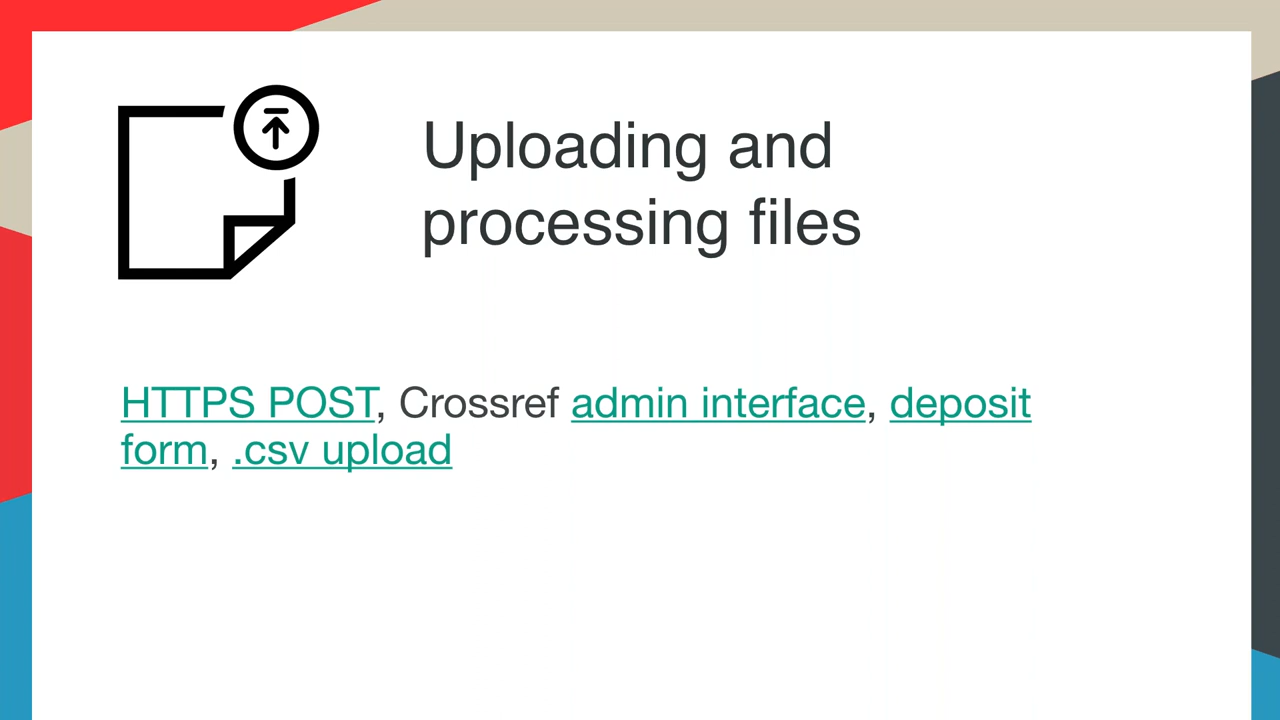 Uploading and
processing files
HTTPS POST, Crossref admin interface, deposit
form, .csv upload